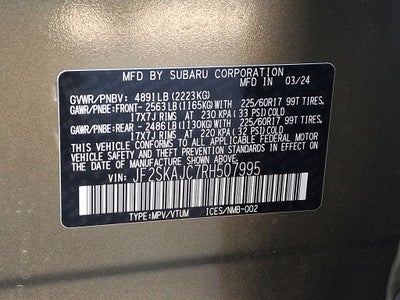 MFD BY SUBARU CORPORATION
MFD IN 03/24
GVWR/PNBV: 4891LB (2223KG)
GAWR/PNBE:FRONT- 2563LB(1165KG) 225/60R17 99T TIRES,
17X7J RIMS AT 230 KPA (33 PSI)COLD
GAWR/PNBE:REAR - 2486LB(1130KG) 225/60R17 99T TIRES,
17X7J RIMS AT 220 KPA (32 PSI)COLD
THIS VEHICLE CONFORMS TO ALL APPLICABLE FEDERAL MOTOR
VEHICLE SAFETY AND THEFT PREVENTION STANDARDS IN EFFECT
ON THE DATE OF MANUFACTURE SHOWN ABOVE.
VIN: JF2SKAJC7RH507995
TYPE:MPV/VTUM ICES/NMB-002